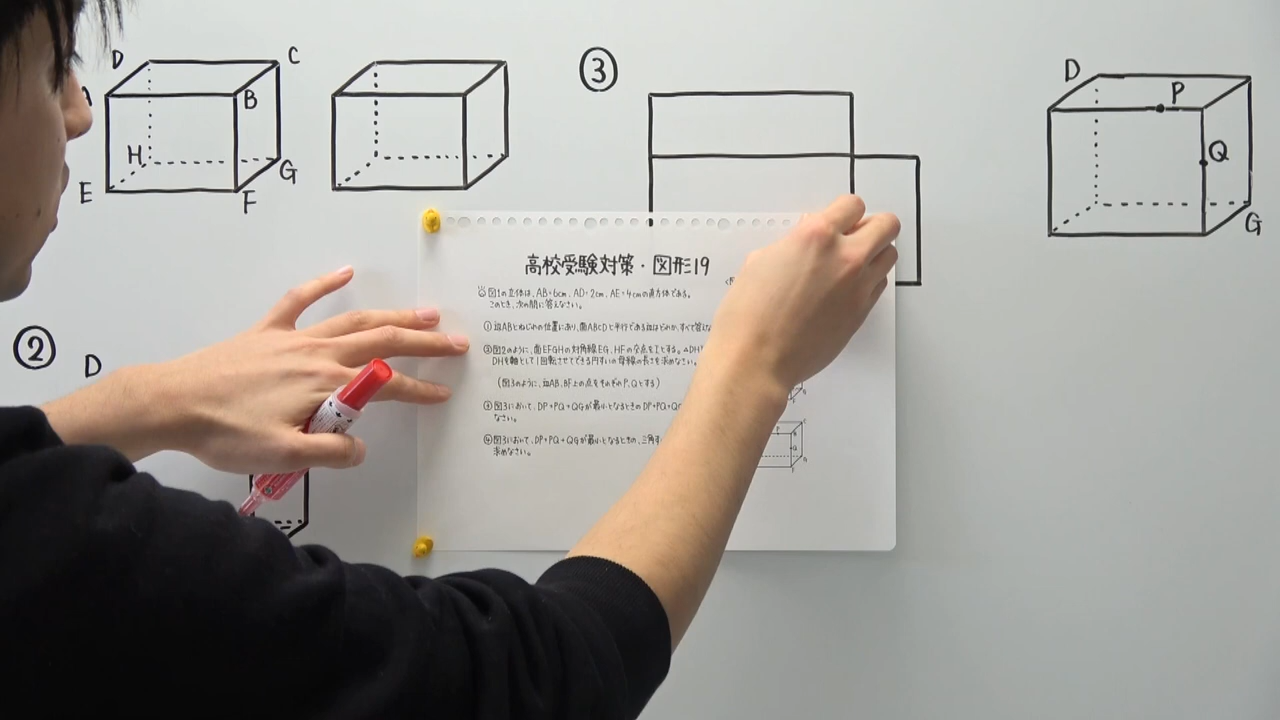 D
C
A
B
H
G
E
F
③
D
P
Q
G
②
D
高校受験対策・図形19
図1の立体は、AB=6cm、AD=2cm、AE=4cmの直方体である。
このとき、次の問に答えなさい。
①辺ABとねじれの位置にあり、面ABCDと平行である辺はどれか、すべて答えな
②図2のように、面EFGHの対角線EG、HFの交点をIとする。△DH
DHを軸として1回転させてできる円すいの母線の長さを求めなさい。
(図3のように、辺AB、BF上の点をそれぞれP、Qとする)
③図3において、DP+PQ+QGが最小となるときのDP+PQ+QG
なさい。
④図3において、DP+PQ+QGが最小となるときの、三角す
求めなさい。